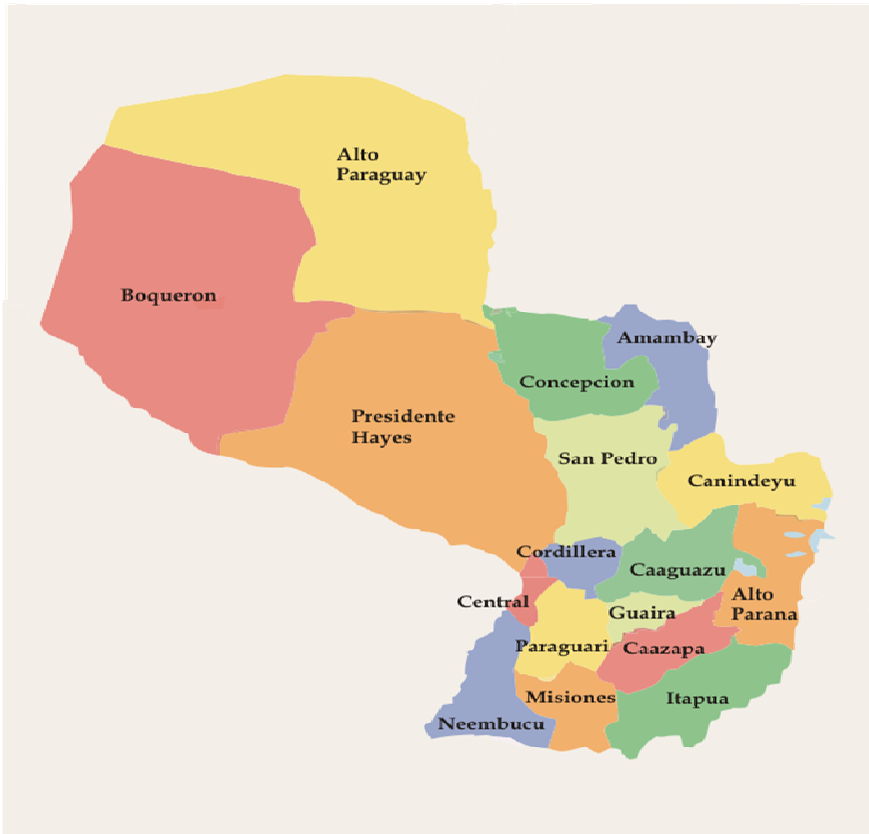 Alto
Paraguay
Boqueron
Amambay
Concepcion
Presidente
Hayes
San Pedro
Canindeyu
Cordillera
Caaguazu
Alto
Parana
Central
Guaira
Paraguari
Caazapa
Misiones
Itapua
Neembucu